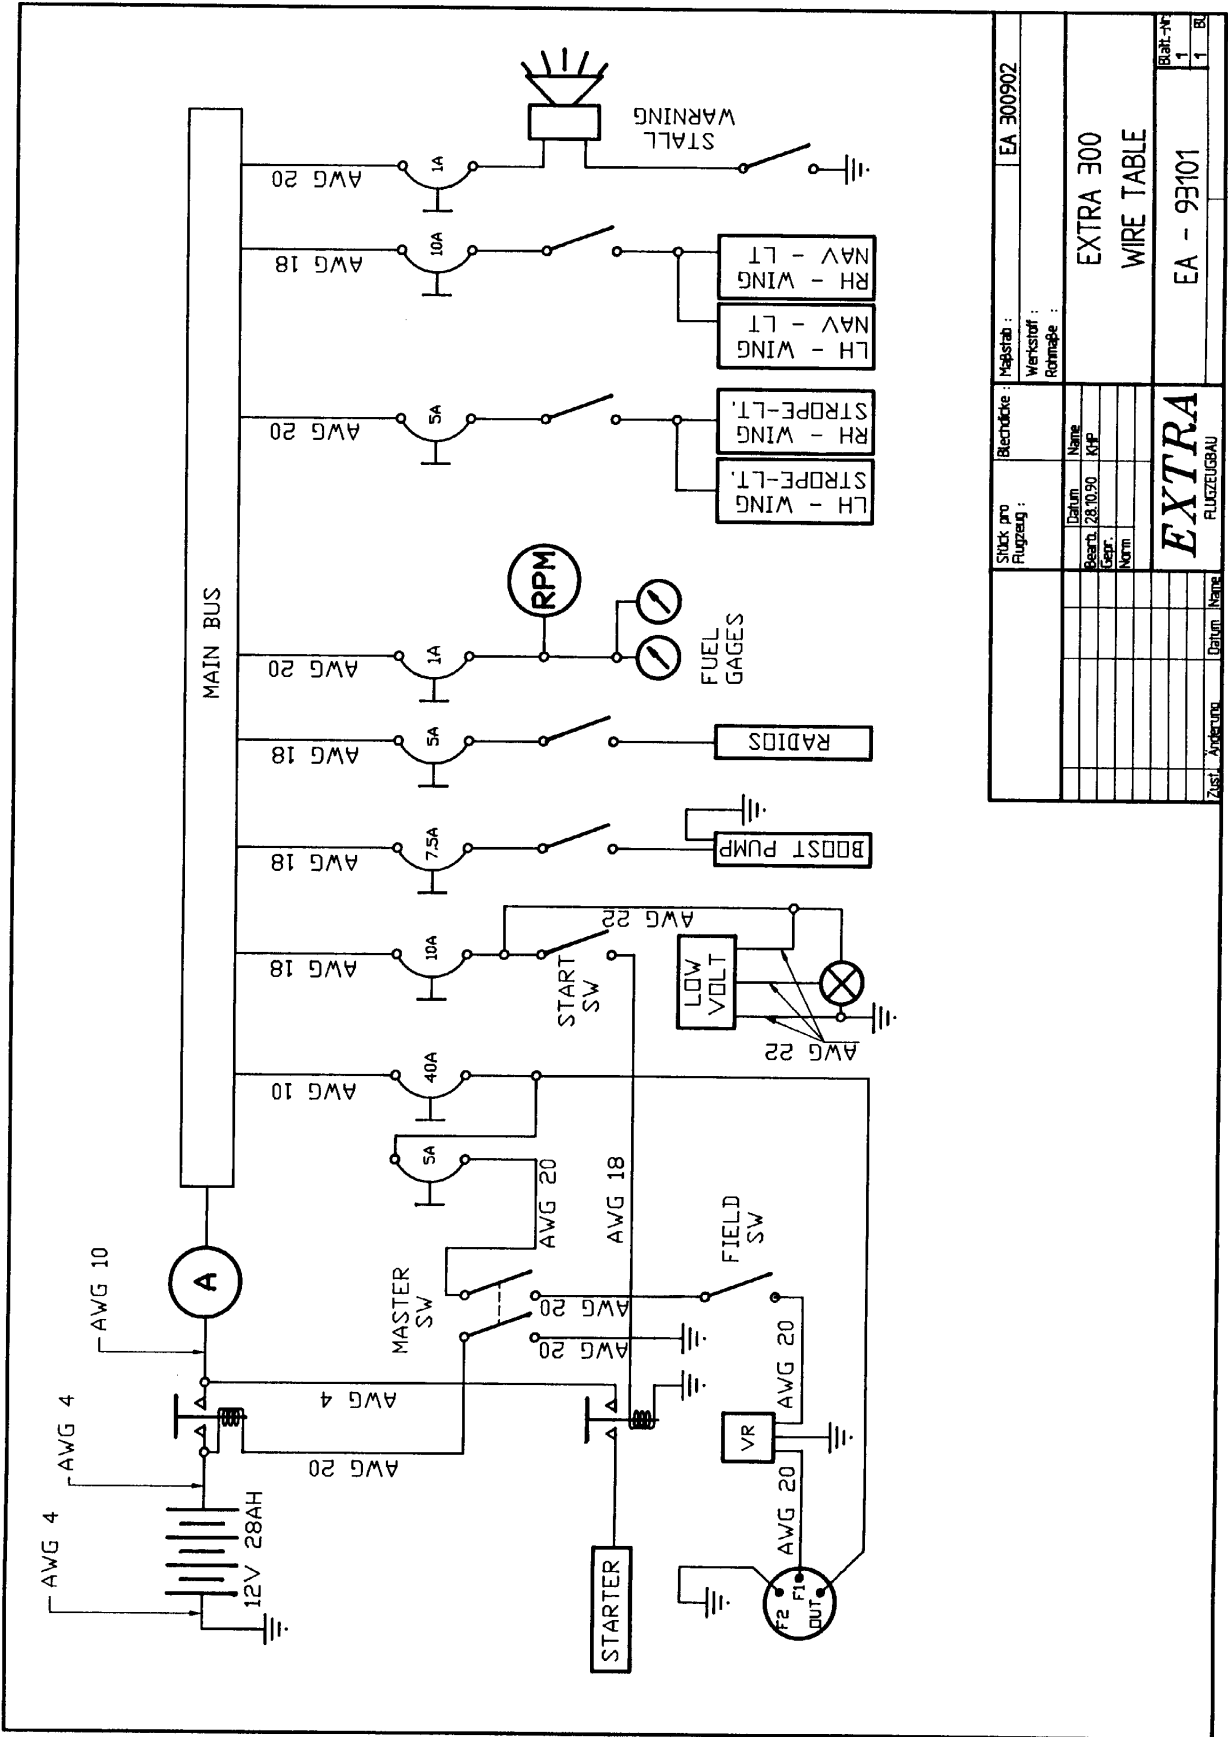 AWG 4
AWG 4
AWG 10
12V 28AH
A
MAIN BUS
AWG 20
AWG 4
MASTER
SW
5A
AWG 20
AWG 20
AWG 20
AWG 10
40A
AWG 18
10A
START
SW
AWG 18
AWG 22
LOW
VOLT
AWG 22
AWG 18
7.5A
BOOST PUMP
AWG 18
5A
RADIOS
AWG 20
1A
RPM
FUEL
GAGES
AWG 20
5A
LH - WING
STROPE-LT.
RH - WING
STROPE-LT.
AWG 18
10A
LH - WING
NAV - LT
RH - WING
NAV - LT
AWG 20
1A
STALL
WARNING
STARTER
FIELD
SW
AWG 20
VR
AWG 20
F2
F1
OUT
Stück pro
Flugzeug :
Blechdicke :
Maßstab :
EA 300902
Werkstoff :
Rohmaße :
Datum
Name
Bearb.
28.10.90
KHP
Gepr.
Norm
EXTRA 300
WIRE TABLE
EXTRA
FLUGZEUGBAU
EA - 93101
Blatt-Nr
1
1
Bl
Zust.
Änderung
Datum
Name